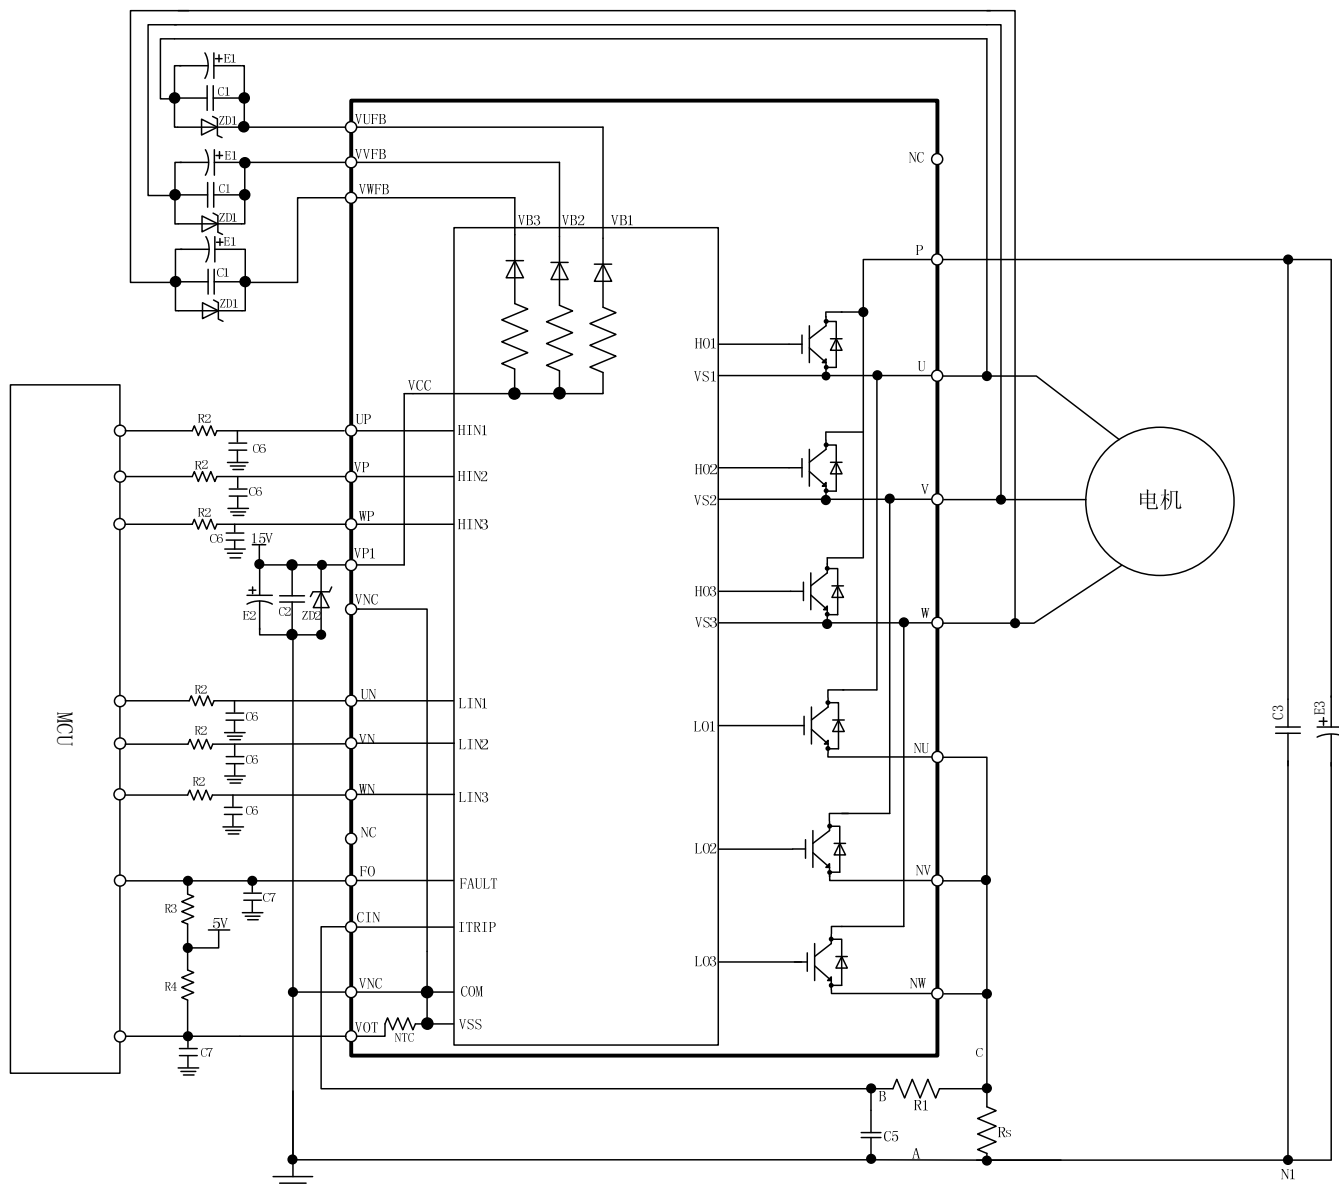 +E1
C1
ZD1
VUFB
+E1
VVFB
C1
VWFB
ZD1
+E1
C1
ZD1
NC
VB3
VB2
VB1
P
HO1
U
VS1
VCC
R2
UP
HIN1
C6
R2
VP
HIN2
C6
HO2
V
VS2
电机
R2
WP
HIN3
C6
15V
VP1
+
E2
C2
ZD2
VNC
HO3
W
VS3
MCU
R2
UN
LIN1
C6
R2
VN
LIN2
C6
R2
WN
LIN3
C6
LO1
NU
C3
+E3
NC
FO
FAULT
C7
R3
5V
CIN
ITRIP
LO2
NV
R4
VNC
COM
VOT
NTC
VSS
C7
LO3
NW
C
B
R1
C5
Rs
A
N1